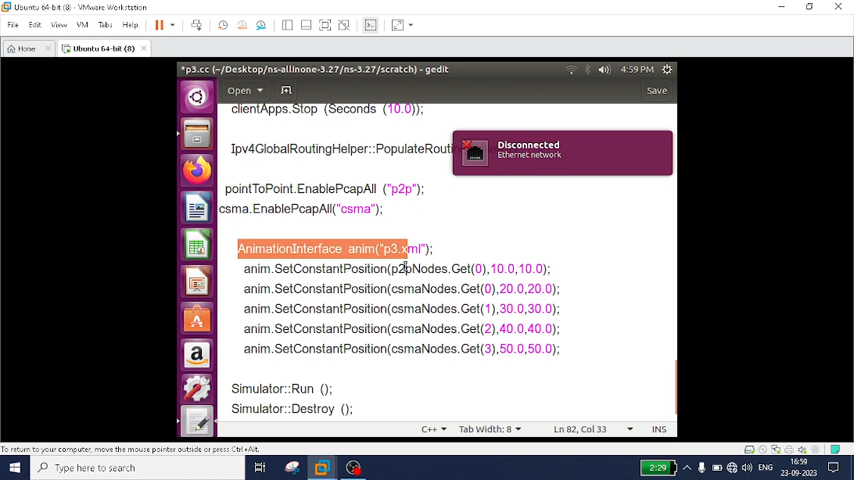 Ubuntu 64-bit (8) - VMware Workstation
File Edit View VM Tabs Help
Home
Ubuntu 64-bit (8)
*p3.cc (~/Desktop/ns-allinone-3.27/ns-3.27/scratch) - gedit
4:59 PM
Open
Save
clientApps.Stop (Seconds (10.0));
Ipv4GlobalRoutingHelper::PopulateRoutin
Disconnected
Ethernet network
pointToPoint.EnablePcapAll ("p2p");
csma.EnablePcapAll("csma");
AnimationInterface anim("p3.xml");
anim.SetConstantPosition(p2pNodes.Get(0),10.0,10.0);
anim.SetConstantPosition(csmaNodes.Get(0),20.0,20.0);
anim.SetConstantPosition(csmaNodes.Get(1),30.0,30.0);
anim.SetConstantPosition(csmaNodes.Get(2),40.0,40.0);
anim.SetConstantPosition(csmaNodes.Get(3),50.0,50.0);
Simulator::Run ();
Simulator::Destroy ();
C++ Tab Width: 8 Ln 82, Col 33 INS
To return to your computer, move the mouse pointer outside or press Ctrl+Alt.
Type here to search
2:29
ENG
16:59
23-09-2023